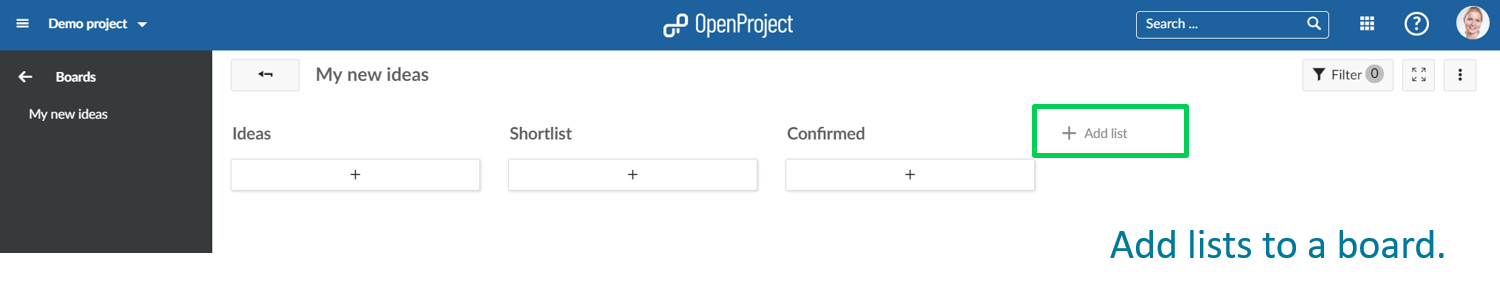 Demo project
OpenProject
Search ...
?
Boards
My new ideas
My new ideas
Filter 0
Ideas
Shortlist
Confirmed
+ Add list
+
+
+
Add lists to a board.